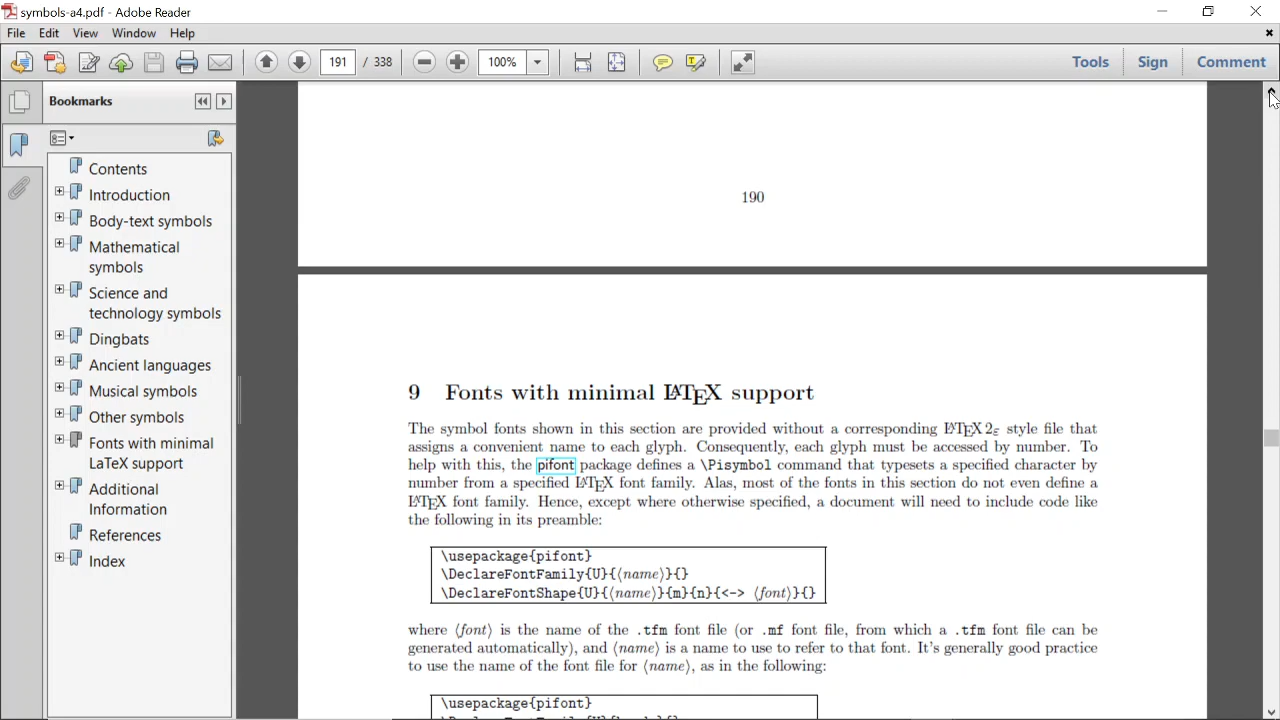 symbols-a4.pdf - Adobe Reader
File Edit View Window Help
191 / 338 100% Tools Sign Comment
Bookmarks
Contents
Introduction
Body-text symbols
Mathematical
symbols
Science and
technology symbols
Dingbats
Ancient languages
Musical symbols
Other symbols
Fonts with minimal
LaTeX support
Additional
Information
References
Index
190
9 Fonts with minimal LATEX support
The symbol fonts shown in this section are provided without a corresponding LATEX 2ε style file that
assigns a convenient name to each glyph. Consequently, each glyph must be accessed by number. To
help with this, the pifont package defines a \Pisymbol command that typesets a specified character by
number from a specified LATEX font family. Alas, most of the fonts in this section do not even define a
LATEX font family. Hence, except where otherwise specified, a document will need to include code like
the following in its preamble:
\usepackage{pifont}
\DeclareFontFamily{U}{⟨name⟩}{}
\DeclareFontShape{U}{⟨name⟩}{m}{n}{<-> ⟨font⟩}{}
where ⟨font⟩ is the name of the .tfm font file (or .mf font file, from which a .tfm font file can be
generated automatically), and ⟨name⟩ is a name to use to refer to that font. It's generally good practice
to use the name of the font file for ⟨name⟩, as in the following:
\usepackage{pifont}